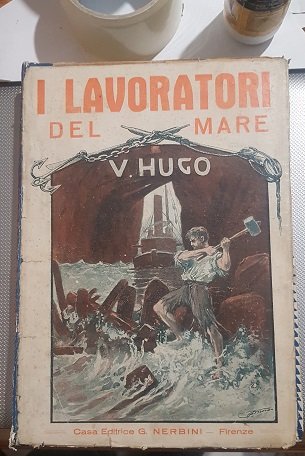 I LAVORATORI
DEL MARE
V. HUGO
Casa Editrice G. NERBINI — Firenze